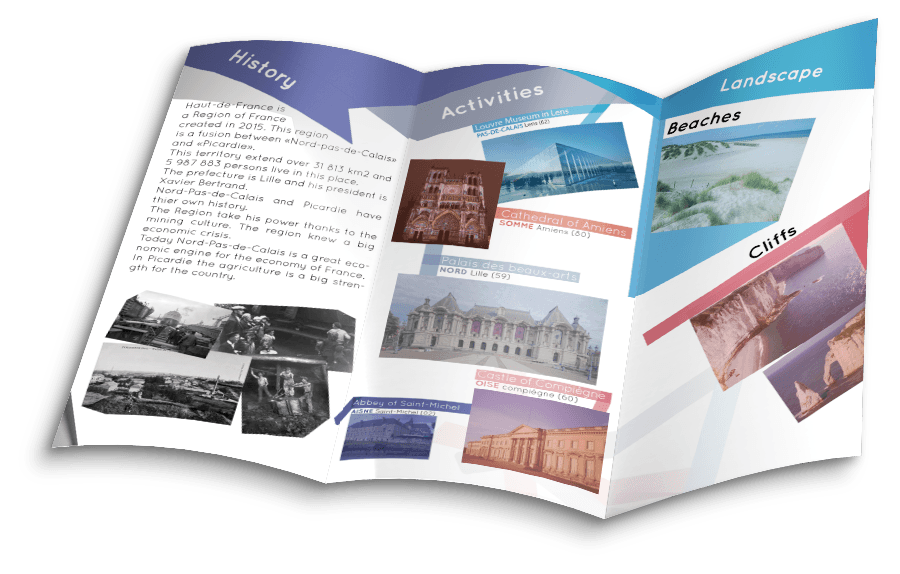 History
Haut-de-France is
a Region of France
created in 2015. This region
is a fusion between «Nord-pas-de-Calais»
and «Picardie».
This territory extend over 31 813 km2 and
5 987 883 persons live in this place.
The prefecture is Lille and his president is
Xavier Bertrand.
Nord-Pas-de-Calais and Picardie have
thier own history.
The Region take his power thanks to the
mining culture. The region knew a big
economic crisis.
Today Nord-Pas-de-Calais is a great eco-
nomic engine for the economy of France.
In Picardie the agriculture is a big stren-
gth for the country.
Activities
Louvre Museum in Lens
PAS-DE-CALAIS Lens (62)
Cathedral of Amiens
SOMME Amiens (80)
Palais des beaux-arts
NORD Lille (59)
Castle of Compiègne
OISE compiègne (60)
Abbey of Saint-Michel
AISNE Saint-Michel (02)
Landscape
Beaches
Cliffs